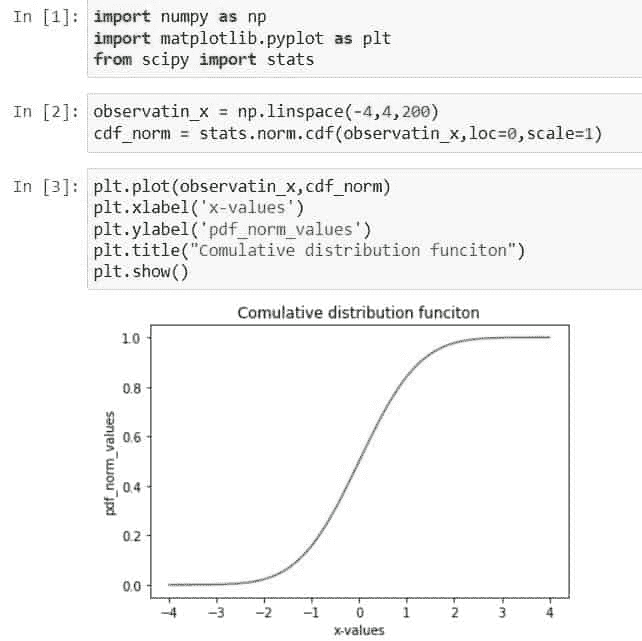 In [1]: import numpy as np
import matplotlib.pyplot as plt
from scipy import stats
In [2]: observatin_x = np.linspace(-4,4,200)
cdf_norm = stats.norm.cdf(observatin_x,loc=0,scale=1)
In [3]: plt.plot(observatin_x,cdf_norm)
plt.xlabel('x-values')
plt.ylabel('pdf_norm_values')
plt.title("Comulative distribution funciton")
plt.show()
Comulative distribution funciton
1.0
0.8
0.6
0.4
0.2
0.0
pdf_norm_values
−4 −3 −2 −1 0 1 2 3 4
x-values